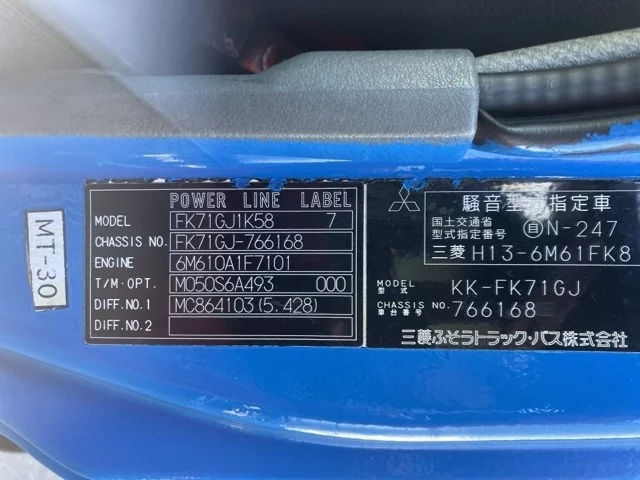 MT-30
POWER LINE LABEL
MODEL FK71GJ1K58 7
CHASSIS NO. FK71GJ-766168
ENGINE 6M610A1F7101
T/M·OPT. M050S6A493 000
DIFF.NO.1 MC864103(5.428)
DIFF.NO.2
騒音型式指定車
国土交通省
型式指定番号 自N-247
三菱 H13-6M61FK8
MODEL
型式 KK-FK71GJ
CHASSIS NO.
車台番号 766168
三菱ふそうトラック・バス株式会社